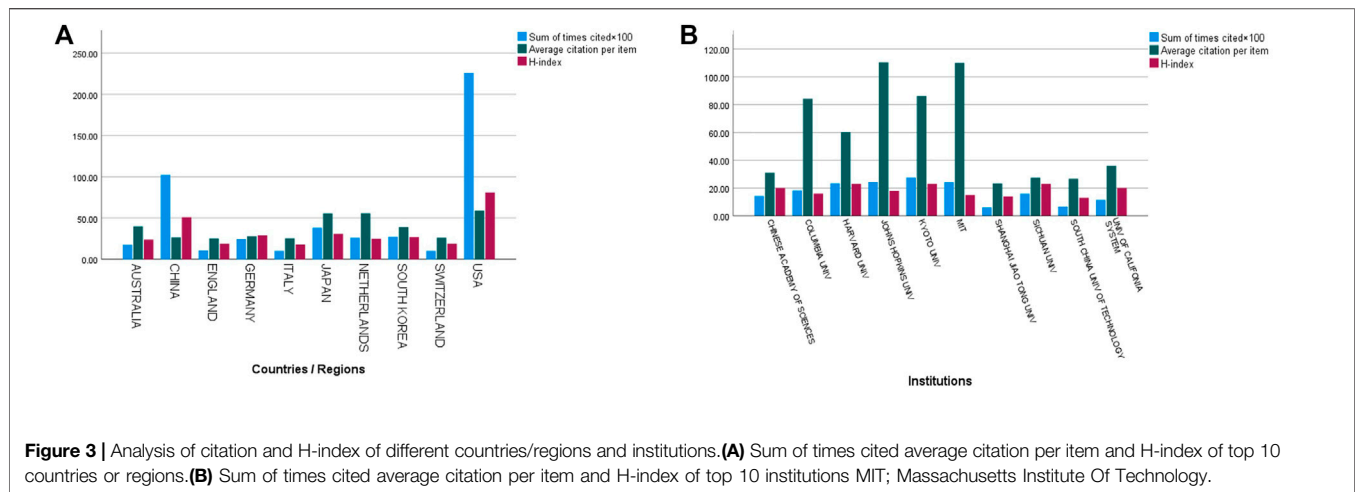 A
Sum of times cited×100
Average citation per item
H-index
250.00
200.00
150.00
100.00
50.00
0.00
AUSTRALIA
CHINA
ENGLAND
GERMANY
ITALY
JAPAN
NETHERLANDS
SOUTH KOREA
SWITZERLAND
USA
Countries / Regions
B
Sum of times cited×100
Average citation per item
H-index
120.00
100.00
80.00
60.00
40.00
20.00
0.00
CHINESE ACADEMY OF SCIENCES
COLUMBIA UNIV
HARVARD UNIV
JOHNS HOPKINS UNIV
KYOTO UNIV
MIT
SHANGHAI JIAO TONG UNIV
SICHUAN UNIV
SOUTH CHINA UNIV OF TECHNOLOGY
UNIV OF CALIFONIA
SYSTEM
Institutions
Figure 3 | Analysis of citation and H-index of different countries/regions and institutions.(A) Sum of times cited average citation per item and H-index of top 10
countries or regions.(B) Sum of times cited average citation per item and H-index of top 10 institutions MIT; Massachusetts Institute Of Technology.